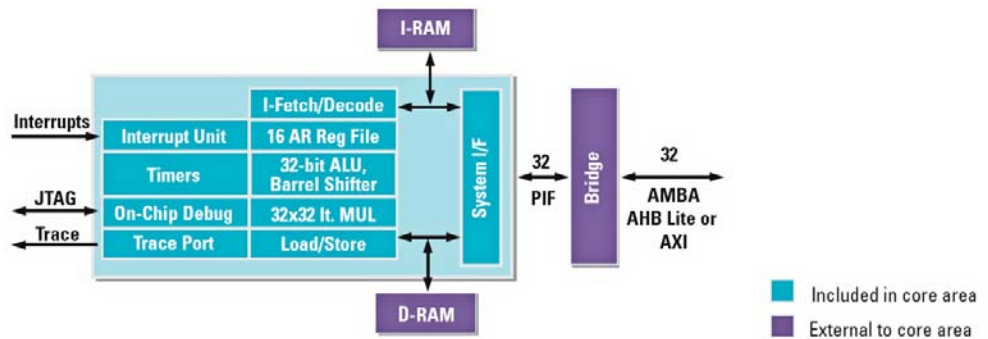 I-RAM
I-Fetch/Decode
Interrupts
Interrupt Unit
16 AR Reg File
Timers
32-bit ALU,
Barrel Shifter
JTAG
On-Chip Debug
32x32 It. MUL
Trace
Trace Port
Load/Store
System I/F
32
PIF
Bridge
32
AMBA
AHB Lite or
AXI
D-RAM
Included in core area
External to core area